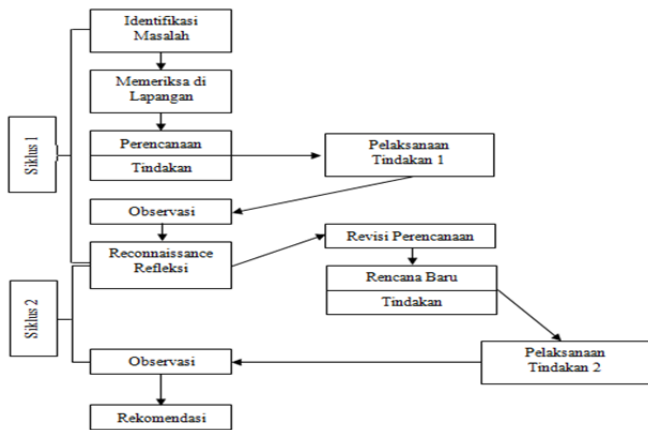 Identifikasi
Masalah
Memeriksa di
Lapangan
Siklus 1
Perencanaan
Tindakan
Pelaksanaan
Tindakan 1
Observasi
Reconnaissance
Refleksi
Revisi Perencanaan
Rencana Baru
Tindakan
Siklus 2
Pelaksanaan
Tindakan 2
Observasi
Rekomendasi